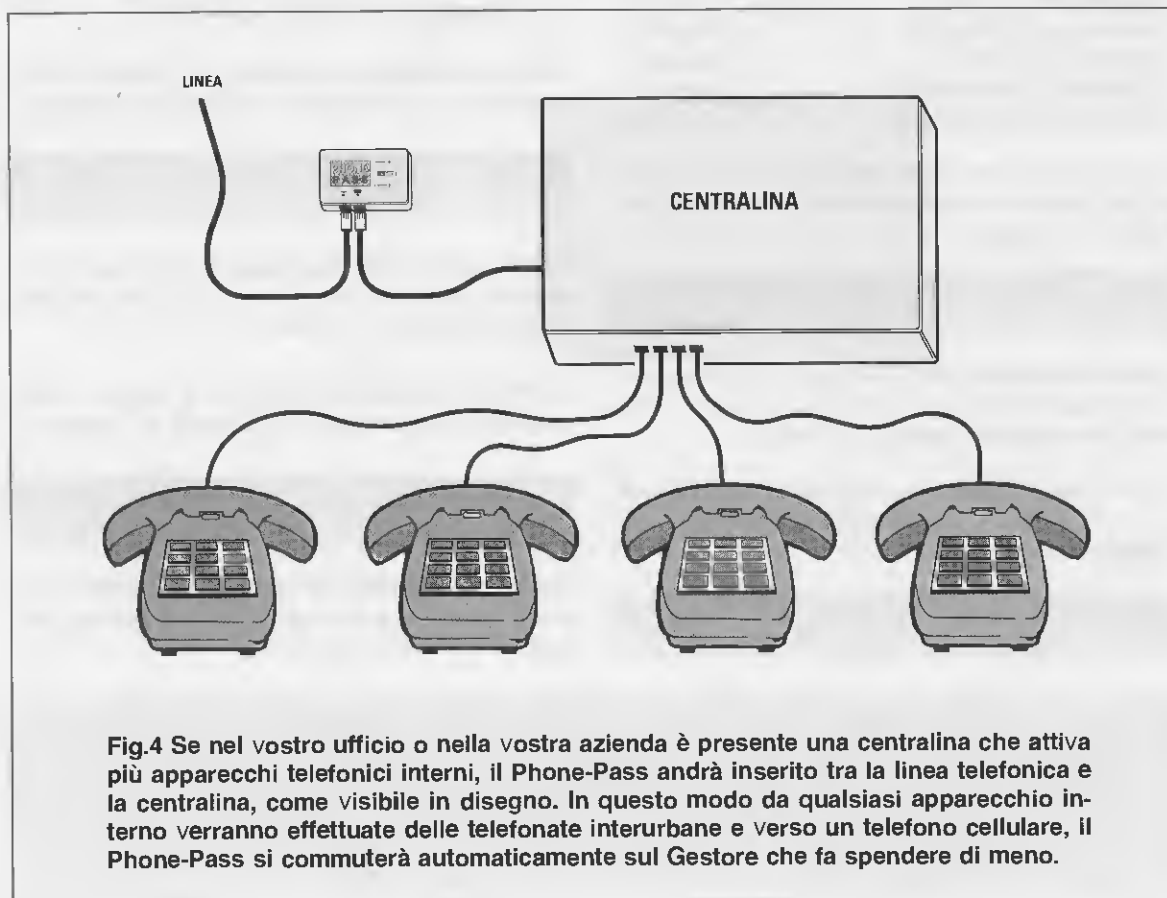 LINEA
CENTRALINA
Fig.4 Se nel vostro ufficio o nella vostra azienda è presente una centralina che attiva
più apparecchi telefonici interni, il Phone-Pass andrà inserito tra la linea telefonica e
la centralina, come visibile in disegno. In questo modo da qualsiasi apparecchio in-
terno verranno effettuate delle telefonate interurbane e verso un telefono cellulare, il
Phone-Pass si commuterà automaticamente sul Gestore che fa spendere di meno.